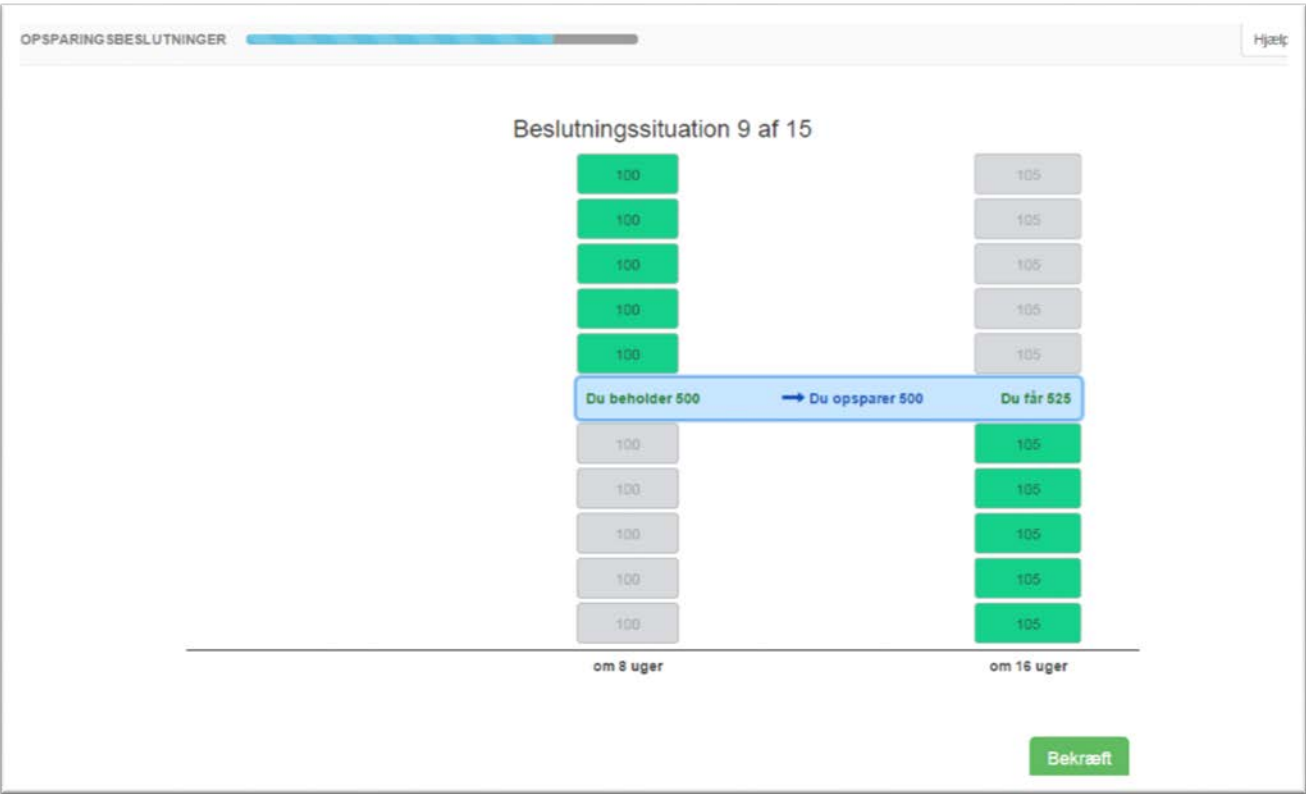 OPSPARINGSBESLUTNINGER
Hjælp
Beslutningssituation 9 af 15
100 105
100 105
100 105
100 105
100 105
Du beholder 500 → Du opsparer 500 Du får 525
100 105
100 105
100 105
100 105
100 105
om 8 uger om 16 uger
Bekræft